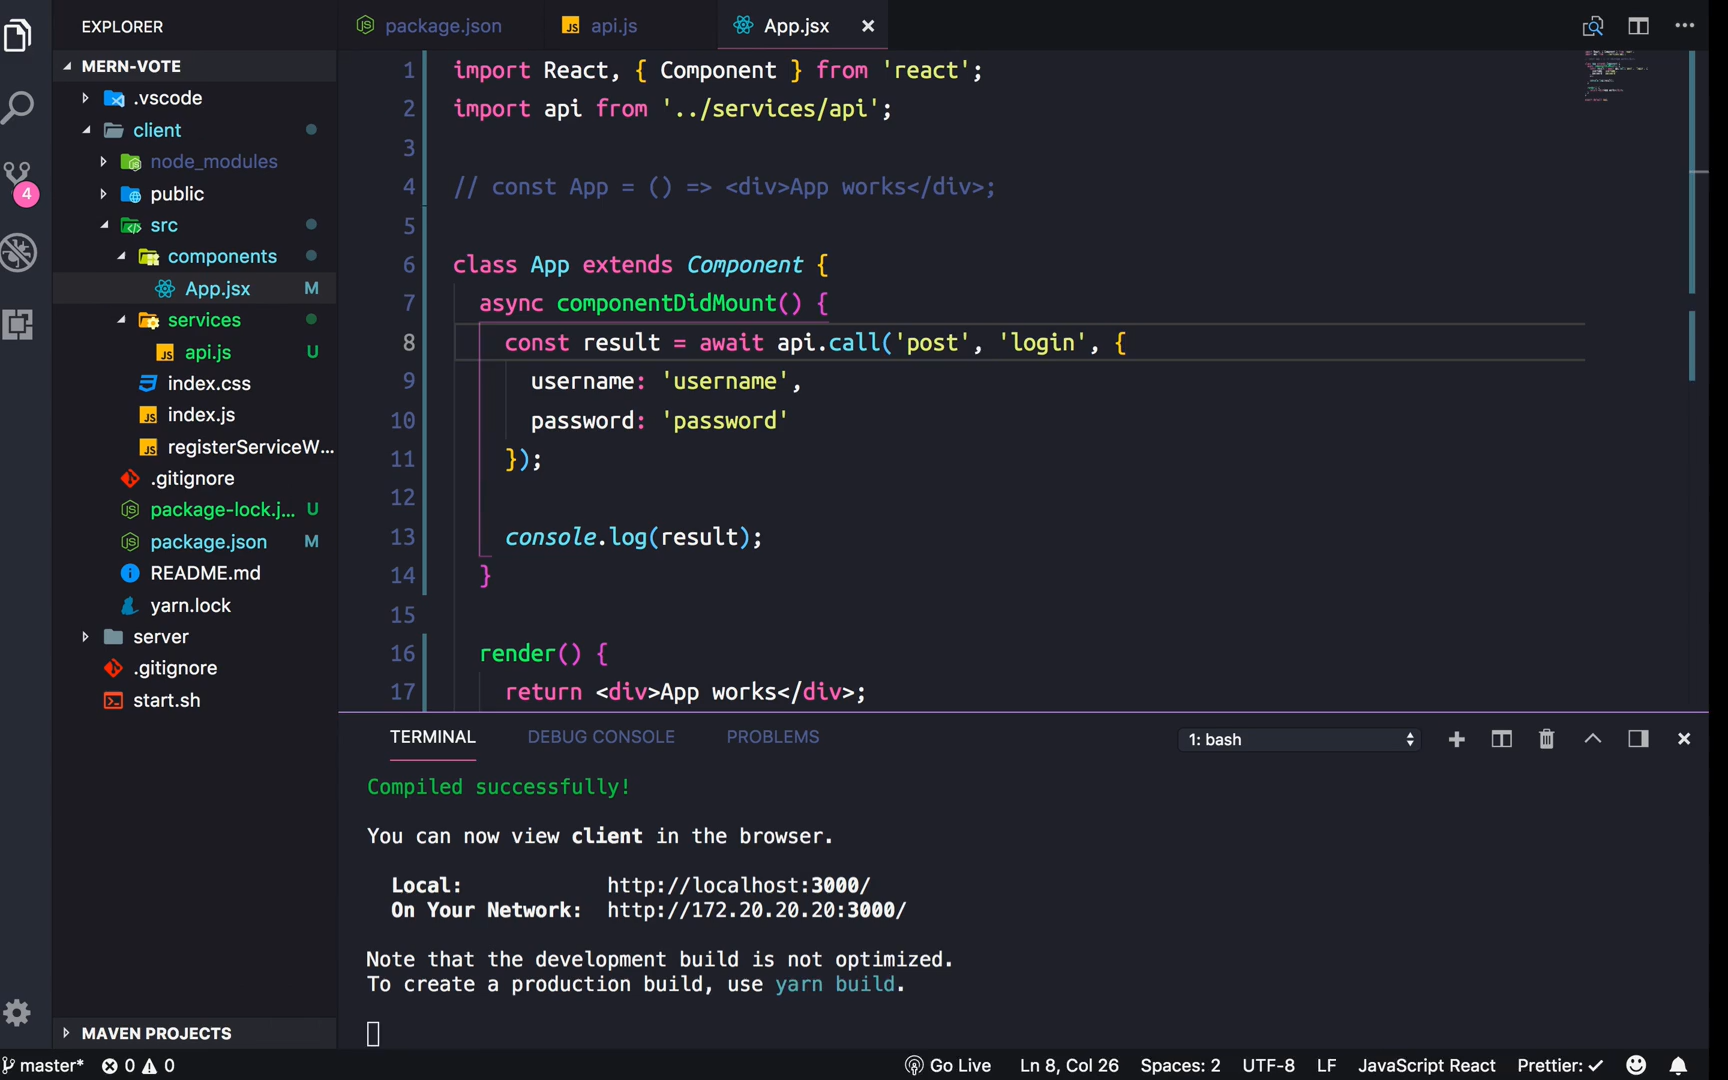 EXPLORER
MERN-VOTE
.vscode
client
node_modules
public
src
components
App.jsx M
services
api.js U
index.css
index.js
registerServiceW...
.gitignore
package-lock.j... U
package.json M
README.md
yarn.lock
server
.gitignore
start.sh
MAVEN PROJECTS
4
package.json
api.js
App.jsx
1 import React, { Component } from 'react';
2 import api from '../services/api';
3
4 // const App = () => <div>App works</div>;
5
6 class App extends Component {
7 async componentDidMount() {
8 const result = await api.call('post', 'login', {
9 username: 'username',
10 password: 'password'
11 });
12
13 console.log(result);
14 }
15
16 render() {
17 return <div>App works</div>;
TERMINAL DEBUG CONSOLE PROBLEMS 1: bash
Compiled successfully!
You can now view client in the browser.
Local: http://localhost:3000/
On Your Network: http://172.20.20.20:3000/
Note that the development build is not optimized.
To create a production build, use yarn build.
master* 0 0 Go Live Ln 8, Col 26 Spaces: 2 UTF-8 LF JavaScript React Prettier: ✓